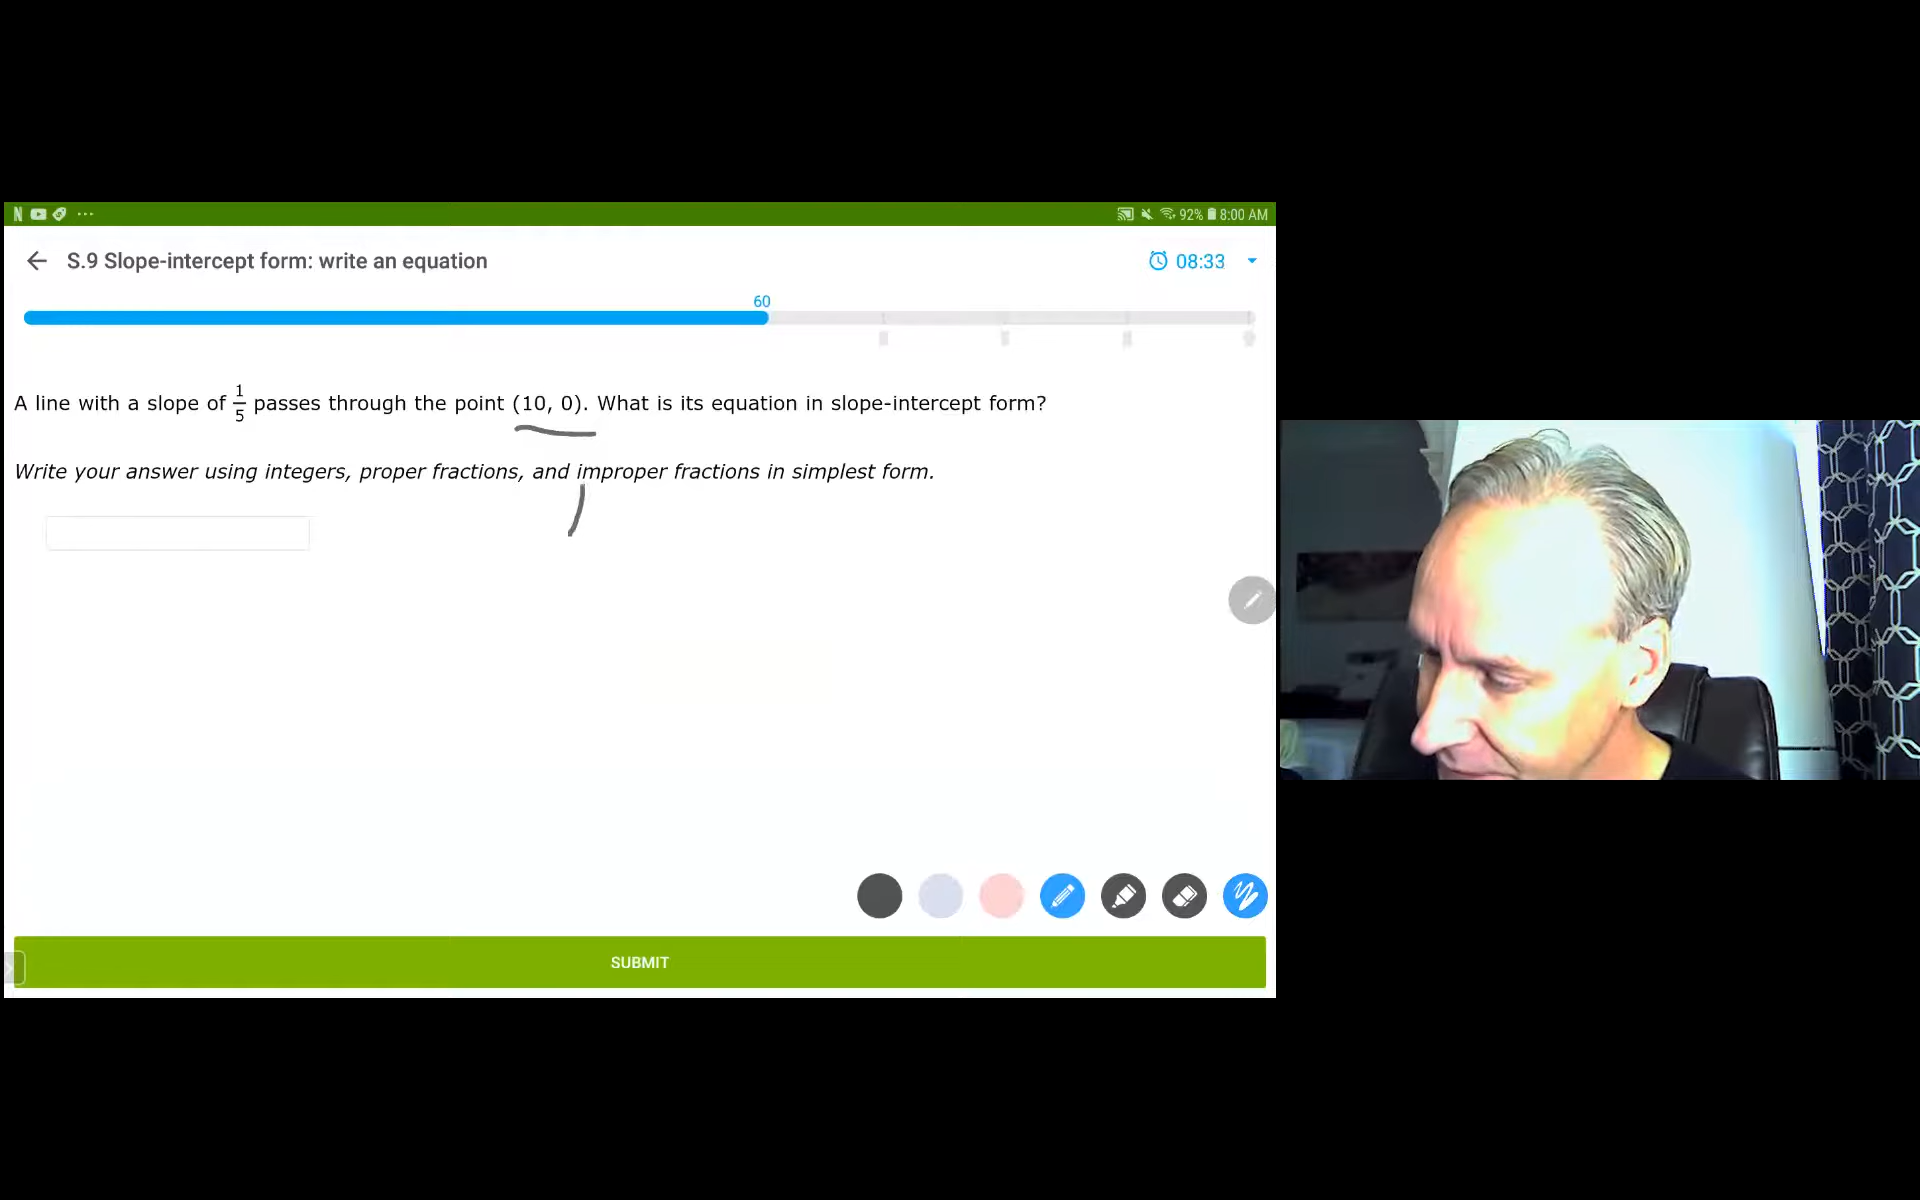 N ... 92% 8:00 AM
S.9 Slope-intercept form: write an equation
08:33
60
A line with a slope of 1/5 passes through the point (10, 0). What is its equation in slope-intercept form?
Write your answer using integers, proper fractions, and improper fractions in simplest form.
SUBMIT